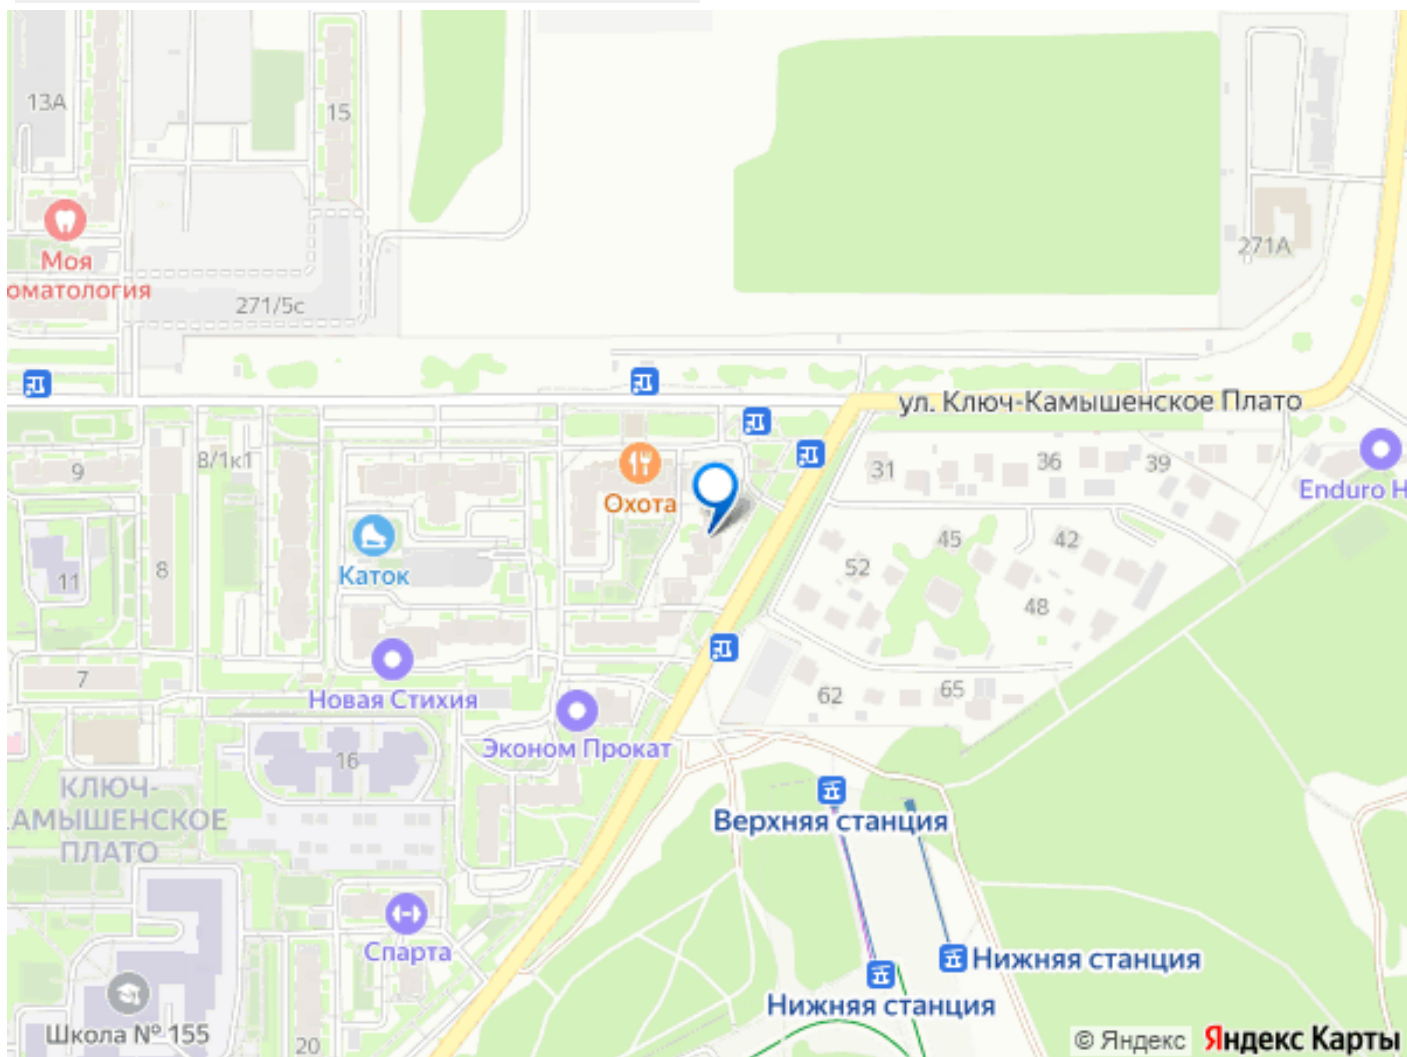 13А
15
Моя
оматология
271/5с
271А
ул. Ключ-Камышенское Плато
9
8/1к1
Охота
31
36
39
Enduro H
11
8
Каток
52
45
42
48
7
Новая Стихия
62
65
Эконом Прокат
16
КЛЮЧ-
КАМЫШЕНСКОЕ
ПЛАТО
Верхняя станция
Спарта
Нижняя станция
Нижняя станция
Школа № 155
20
© Яндекс Яндекс Карты